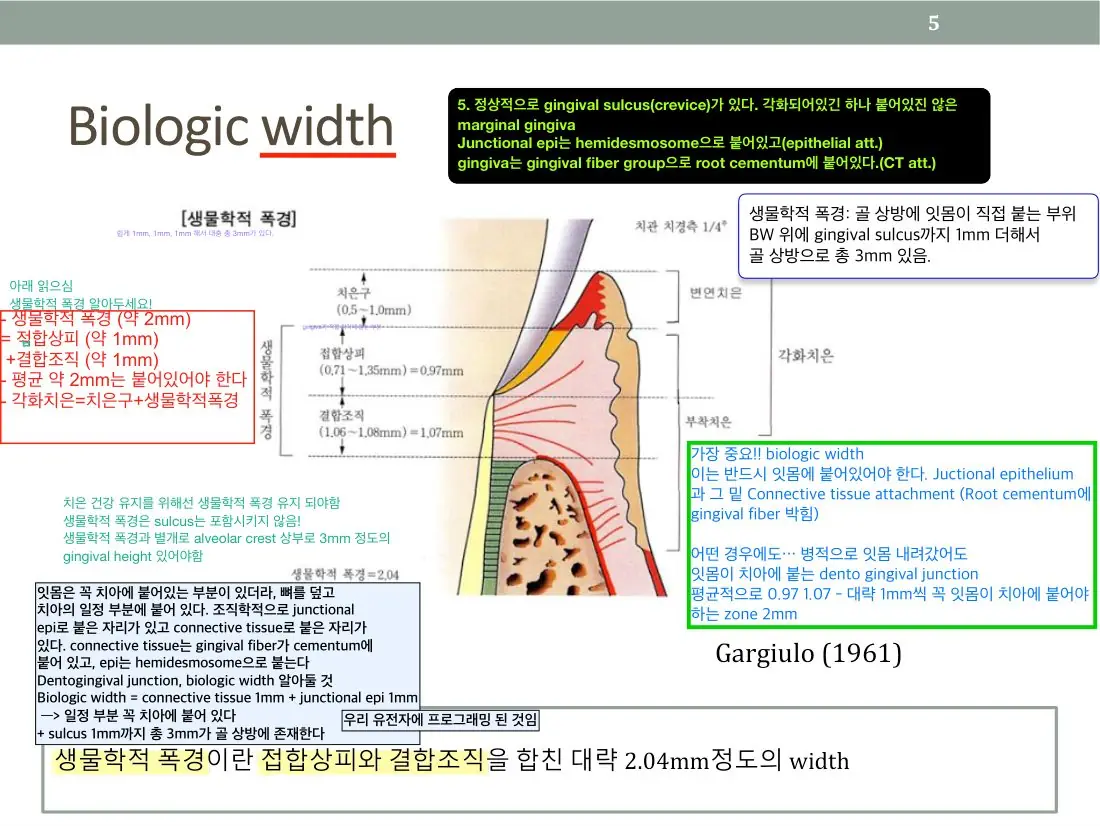 5
Biologic width
5. 정상적으로 gingival sulcus(crevice)가 있다. 각화되어있긴 하나 붙어있진 않은
marginal gingiva
Junctional epi는 hemidesmosome으로 붙어있고(epithelial att.)
gingiva는 gingival fiber group으로 root cementum에 붙어있다.(CT att.)
[생물학적 폭경]
쉽게 1mm, 1mm, 1mm 해서 대충 총 3mm가 있다.
치관 치경측 1/4*
생물학적 폭경: 골 상방에 잇몸이 직접 붙는 부위
BW 위에 gingival sulcus까지 1mm 더해서
골 상방으로 총 3mm 있음.
아래 읽으심
생물학적 폭경 알아두세요!
- 생물학적 폭경 (약 2mm)
= 접합상피 (약 1mm)
+결합조직 (약 1mm)
- 평균 약 2mm는 붙어있어야 한다
- 각화치은=치은구+생물학적폭경
치은구
(0.5~1.0mm)
생물학적 폭경
접합상피
(0.71~1.35mm)=0.97mm
결합조직
(1.06~1.08mm)=1.07mm
변연치은
각화치은
부착치은
가장 중요!! biologic width
이는 반드시 잇몸에 붙어있어야 한다. Juctional epithelium
과 그 밑 Connective tissue attachment (Root cementum에
gingival fiber 박힘)
어떤 경우에도… 병적으로 잇몸 내려갔어도
잇몸이 치아에 붙는 dento gingival junction
평균적으로 0.97 1.07 - 대략 1mm씩 꼭 잇몸이 치아에 붙어야
하는 zone 2mm
치은 건강 유지를 위해선 생물학적 폭경 유지 되야함
생물학적 폭경은 sulcus는 포함시키지 않음!
생물학적 폭경과 별개로 alveolar crest 상부로 3mm 정도의
gingival height 있어야함
생물학적 폭경=2.04
잇몸은 꼭 치아에 붙어있는 부분이 있더라, 뼈를 덮고
치아의 일정 부분에 붙어 있다. 조직학적으로 junctional
epi로 붙은 자리가 있고 connective tissue로 붙은 자리가
있다. connective tissue는 gingival fiber가 cementum에
붙어 있고, epi는 hemidesmosome으로 붙는다
Dentogingival junction, biologic width 알아둘 것
Biologic width = connective tissue 1mm + junctional epi 1mm
—> 일정 부분 꼭 치아에 붙어 있다
+ sulcus 1mm까지 총 3mm가 골 상방에 존재한다
우리 유전자에 프로그래밍 된 것임
Gargiulo (1961)
생물학적 폭경이란 접합상피와 결합조직을 합친 대략 2.04mm정도의 width